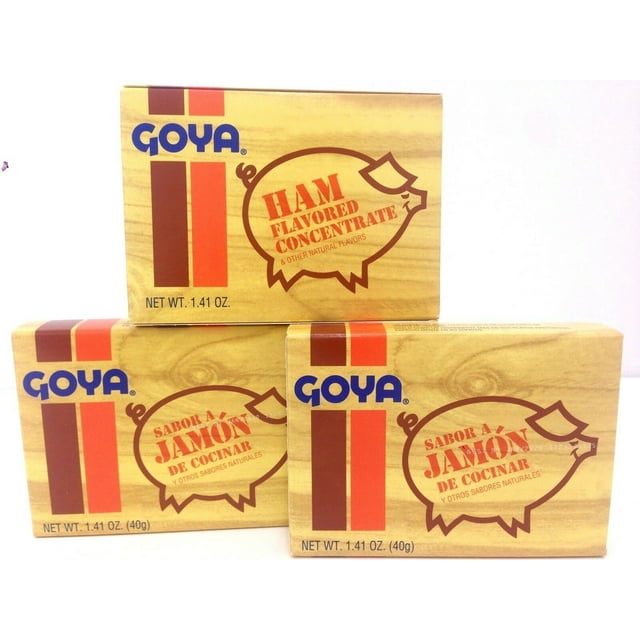 GOYA®
HAM
FLAVORED
CONCENTRATE
& OTHER NATURAL FLAVORS
NET WT. 1.41 OZ.
GOYA®
SABOR A
JAMÓN
DE COCINAR
Y OTROS SABORES NATURALES
NET WT. 1.41 OZ. (40g)
GOYA®
SABOR A
JAMÓN
DE COCINAR
Y OTROS SABORES NATURALES
NET WT. 1.41 OZ. (40g)